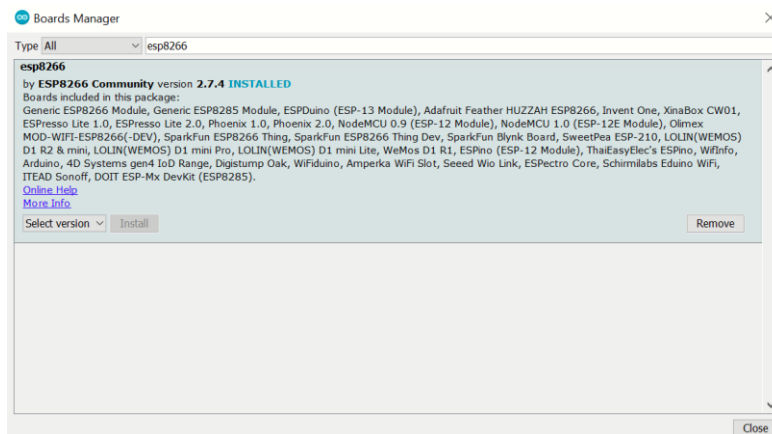 Boards Manager
Type All esp8266
esp8266
by ESP8266 Community version 2.7.4 INSTALLED
Boards included in this package:
Generic ESP8266 Module, Generic ESP8285 Module, ESPDuino (ESP-13 Module), Adafruit Feather HUZZAH ESP8266, Invent One, XinaBox CW01,
ESPresso Lite 1.0, ESPresso Lite 2.0, Phoenix 1.0, Phoenix 2.0, NodeMCU 0.9 (ESP-12 Module), NodeMCU 1.0 (ESP-12E Module), Olimex
MOD-WIFI-ESP8266(-DEV), SparkFun ESP8266 Thing, SparkFun ESP8266 Thing Dev, SparkFun Blynk Board, SweetPea ESP-210, LOLIN(WEMOS)
D1 R2 & mini, LOLIN(WEMOS) D1 mini Pro, LOLIN(WEMOS) D1 mini Lite, WeMos D1 R1, ESPino (ESP-12 Module), ThaiEasyElec's ESPino, WifInfo,
Arduino, 4D Systems gen4 IoD Range, Digistump Oak, WiFiduino, Amperka WiFi Slot, Seeed Wio Link, ESPectro Core, Schirmilabs Eduino WiFi,
ITEAD Sonoff, DOIT ESP-Mx DevKit (ESP8285).
Online Help
More Info
Select version Install Remove
Close